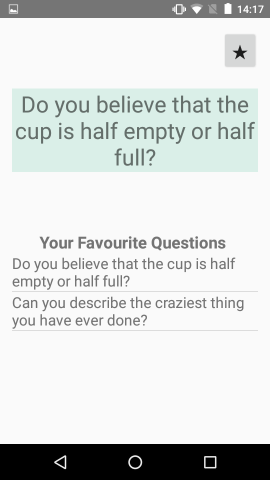 14:17
Do you believe that the
cup is half empty or half
full?
Your Favourite Questions
Do you believe that the cup is half
empty or half full?
Can you describe the craziest thing
you have ever done?